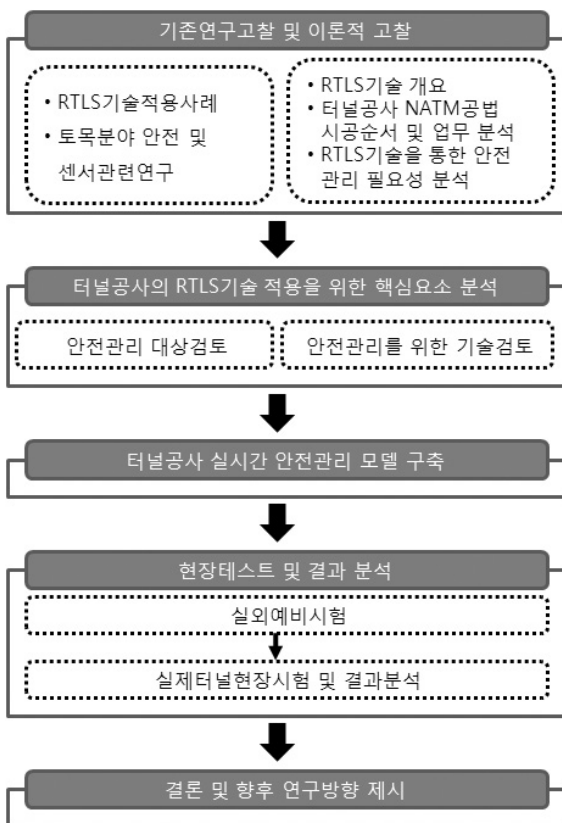 기존연구고찰 및 이론적 고찰
• RTLS기술적용사례
• 토목분야 안전 및
센서관련연구
• RTLS기술 개요
• 터널공사 NATM공법
시공순서 및 업무 분석
• RTLS기술을 통한 안전
관리 필요성 분석
터널공사의 RTLS기술 적용을 위한 핵심요소 분석
안전관리 대상검토
안전관리를 위한 기술검토
터널공사 실시간 안전관리 모델 구축
현장테스트 및 결과 분석
실외예비시험
실제터널현장시험 및 결과분석
결론 및 향후 연구방향 제시